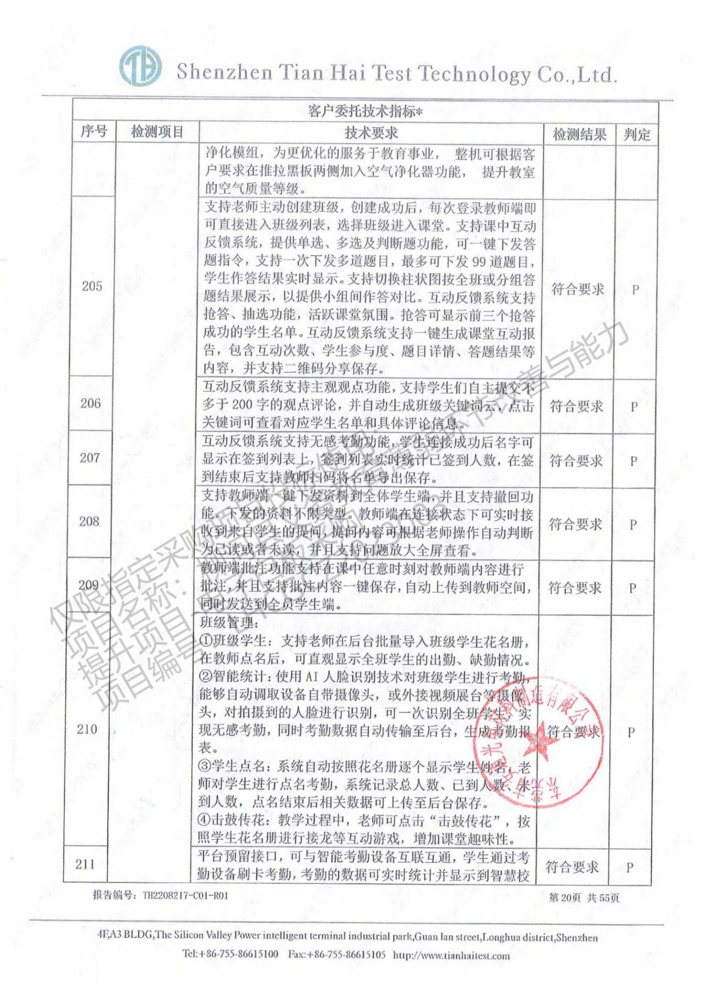 TH
Shenzhen Tian Hai Test Technology Co.,Ltd.
客户委托技术指标*
序号 检测项目 技术要求 检测结果 判定
净化模组，为更优化的服务于教育事业， 整机可根据客
户要求在推拉黑板两侧加入空气净化器功能， 提升教室
的空气质量等级。
支持老师主动创建班级，创建成功后，每次登录教师端即
可直接进入班级列表，选择班级进入课堂。支持课中互动
反馈系统，提供单选、多选及判断题功能，可一键下发答
题指令，支持一次下发多道题目，最多可下发 99 道题目，
学生作答结果实时显示。支持切换柱状图按全班或分组答
题结果展示，以提供小组间作答对比。互动反馈系统支持
抢答、抽选功能，活跃课堂氛围。抢答可显示前三个抢答
成功的学生名单。互动反馈系统支持一键生成课堂互动报
告，包含互动次数、学生参与度、题目详情、答题结果等
内容，并支持二维码分享保存。
205 符合要求 P
互动反馈系统支持主观观点功能，支持学生们自主提交不
多于 200 字的观点评论，并自动生成班级关键词云，点击
关键词可查看对应学生名单和具体评论信息。
206 符合要求 P
互动反馈系统支持无感考勤功能，学生连接成功后名字可
显示在签到列表上，签到列表实时统计已签到人数，在签
到结束后支持教师扫码将名单导出保存。
207 符合要求 P
支持教师端一键下发资料到全体学生端，并且支持撤回功
能。下发的资料不限类型。教师端在连接状态下可实时接
收到来自学生的提问，提问内容可根据老师操作自动判断
为已读或者未读，并且支持问题放大全屏查看。
208 符合要求 P
教师端批注功能支持在课中任意时刻对教师端内容进行
批注，并且支持批注内容一键保存，自动上传到教师空间，
同时发送到全员学生端。
209 符合要求 P
班级管理：
①班级学生：支持老师在后台批量导入班级学生花名册，
在教师点名后，可直观显示全班学生的出勤、缺勤情况。
②智能统计：使用 AI 人脸识别技术对班级学生进行考勤，
能够自动调取设备自带摄像头，或外接视频展台等摄像
头，对拍摄到的人脸进行识别，可一次识别全班学生，实
现无感考勤，同时考勤数据自动传输至后台，生成考勤报
表。
③学生点名：系统自动按照花名册逐个显示学生姓名，老
师对学生进行点名考勤，系统记录总人数、已到人数、未
到人数，点名结束后相关数据可上传至后台保存。
④击鼓传花：教学过程中，老师可点击“击鼓传花”，按
照学生花名册进行接龙等互动游戏，增加课堂趣味性。
210 符合要求 P
平台预留接口，可与智能考勤设备互联互通，学生通过考
勤设备刷卡考勤，考勤的数据可实时统计并显示到智慧校
211 符合要求 P
仅限指定采购项目投标使用：
义务教育薄弱环节改善与能力
提升项目
项目名称：
项目编号：
报告编号：TH2208217-C01-R01 第 20页 共 55页
4F,A3 BLDG,The Silicon Valley Power intelligent terminal industrial park,Guan lan street,Longhua district,Shenzhen
Tel:+86-755-86615100 Fax:+86-755-86615105 http://www.tianhaitest.com